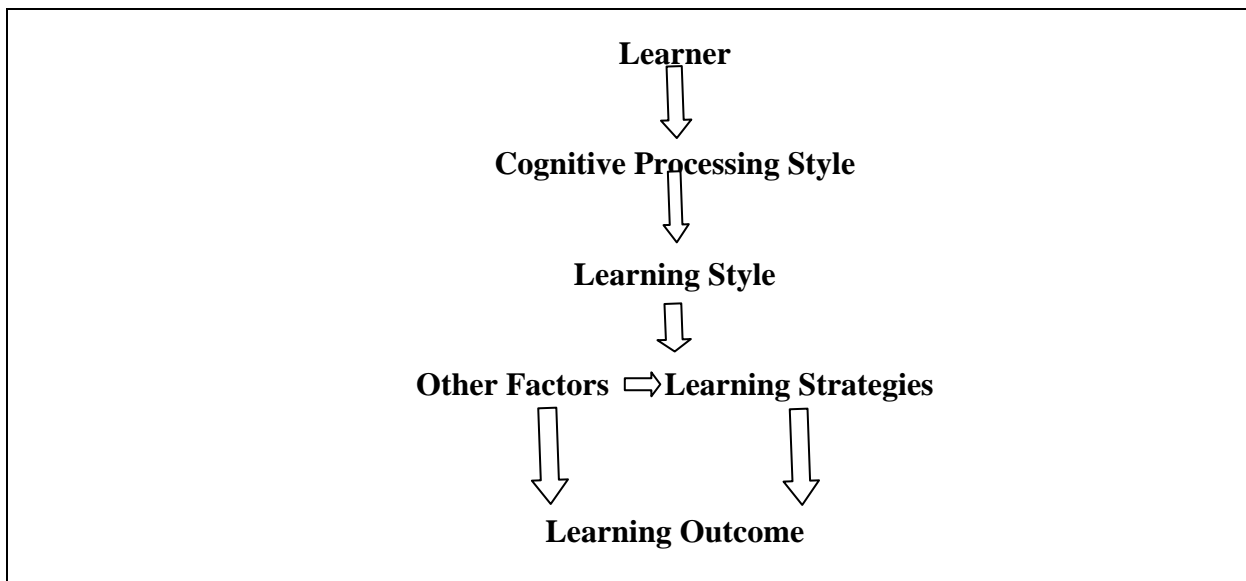 Learner
Cognitive Processing Style
Learning Style
Other Factors Learning Strategies
Learning Outcome